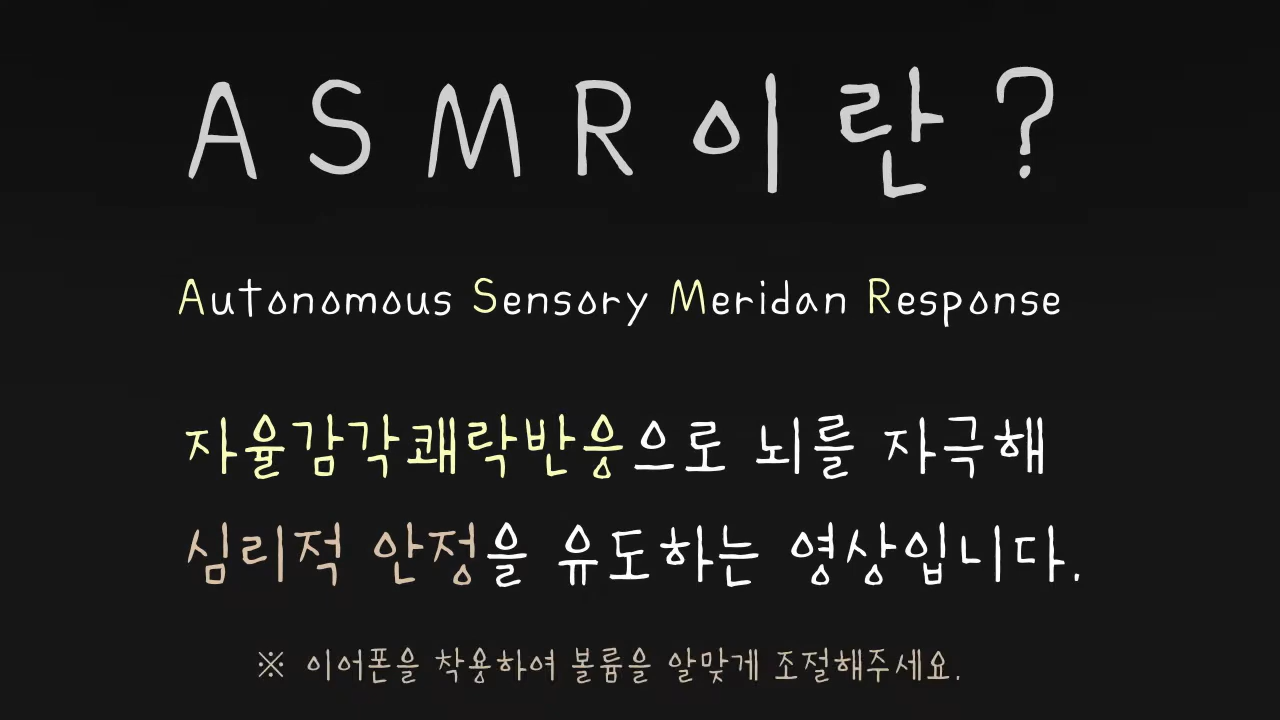 ASMR이란?
Autonomous Sensory Meridan Response
자율감각쾌락반응으로 뇌를 자극해
심리적 안정을 유도하는 영상입니다.
※ 이어폰을 착용하여 볼륨을 알맞게 조절해주세요.